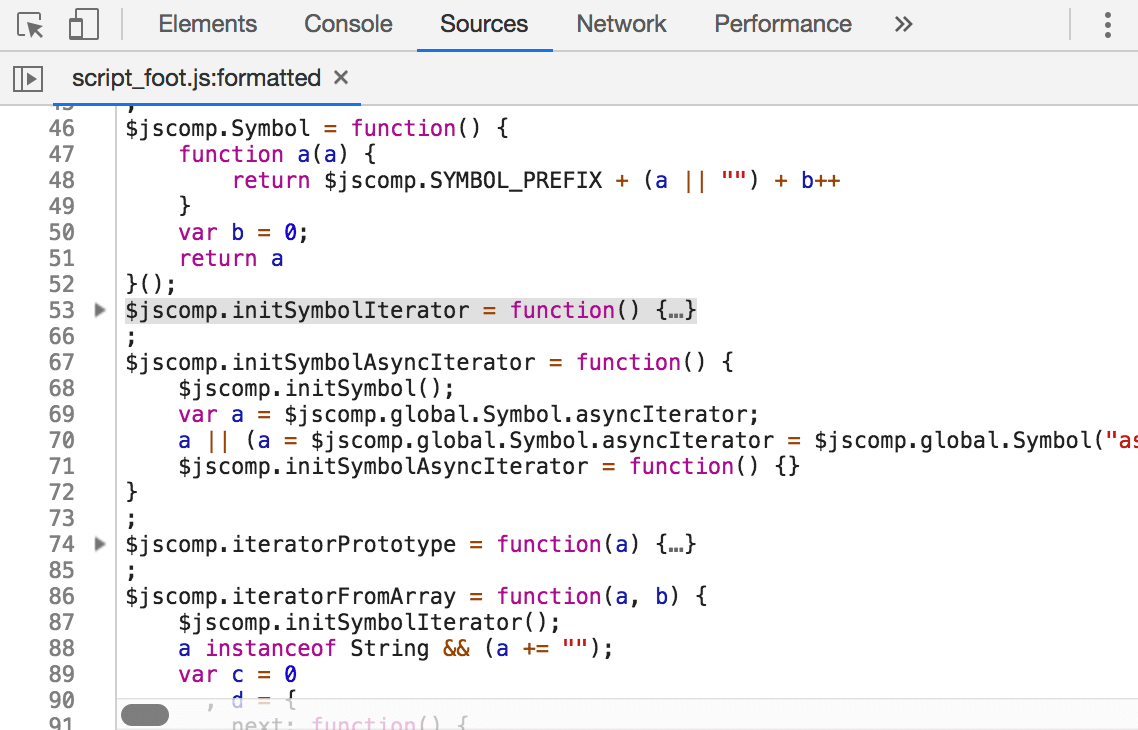 Elements Console Sources Network Performance »
script_foot.js:formatted ×
45 ;
46 $jscomp.Symbol = function() {
47     function a(a) {
48         return $jscomp.SYMBOL_PREFIX + (a || "") + b++
49     }
50     var b = 0;
51     return a
52 }();
53 $jscomp.initSymbolIterator = function() {…}
66 ;
67 $jscomp.initSymbolAsyncIterator = function() {
68     $jscomp.initSymbol();
69     var a = $jscomp.global.Symbol.asyncIterator;
70     a || (a = $jscomp.global.Symbol.asyncIterator = $jscomp.global.Symbol("as
71     $jscomp.initSymbolAsyncIterator = function() {}
72 }
73 ;
74 $jscomp.iteratorPrototype = function(a) {…}
85 ;
86 $jscomp.iteratorFromArray = function(a, b) {
87     $jscomp.initSymbolIterator();
88     a instanceof String && (a += "");
89     var c = 0
90       , d = {
91         next: function() {